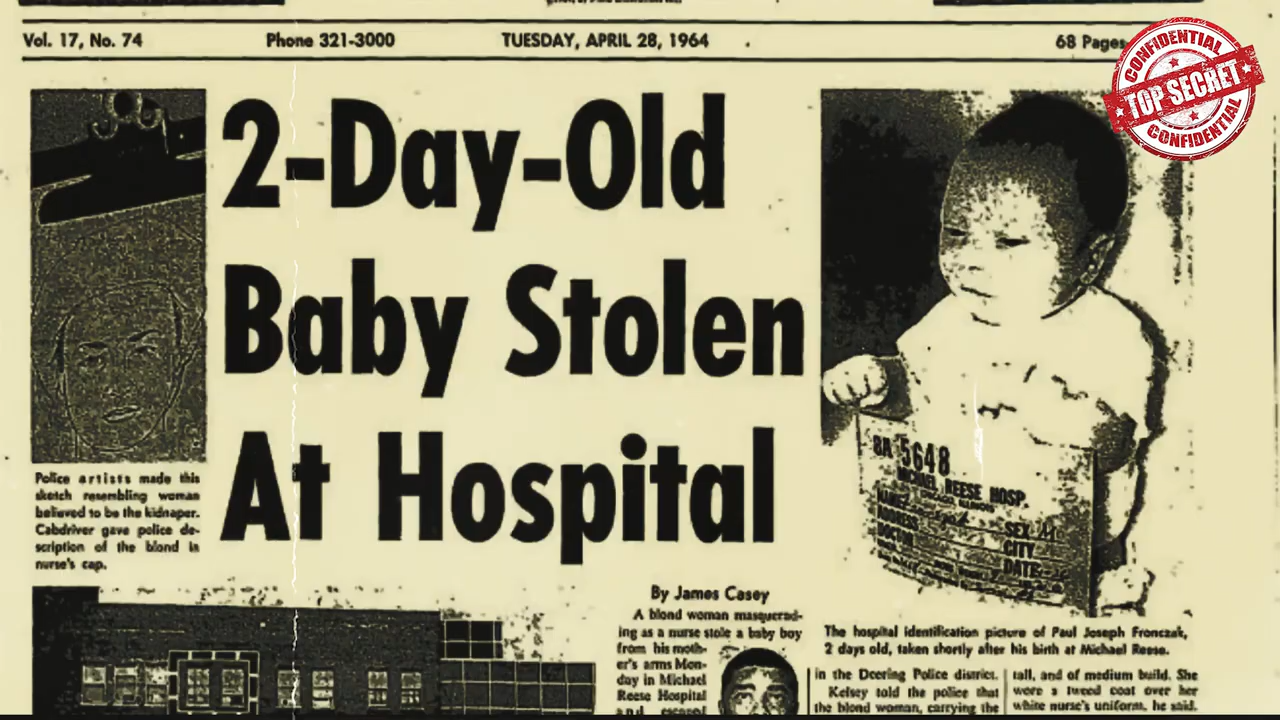 Vol. 17, No. 74
Phone 321-3000
TUESDAY, APRIL 28, 1964
68 Pages
CONFIDENTIAL
TOP SECRET
CONFIDENTIAL
2-Day-Old
Baby Stolen
At Hospital
Police artists made this
sketch resembling woman
believed to be the kidnaper.
Cabdriver gave police de-
scription of the blond in
nurse's cap.
BA 5648
MICHAEL REESE HOSP.
CHICAGO, ILLINOIS
NAME
ADDRESS
DOCTOR
SEX M
CITY
DATE
The hospital identification picture of Paul Joseph Fronczak,
2 days old, taken shortly after his birth at Michael Reese.
By James Casey
A blond woman masquerad-
ing as a nurse stole a baby boy
from his moth-
er's arms Mon-
day in Michael
Reese Hospital
and escaped
in the Deering Police district.
Kelsey told the police that
the blond woman, carrying the
tall, and of medium build. She
wore a tweed coat over her
white nurse's uniform, he said.